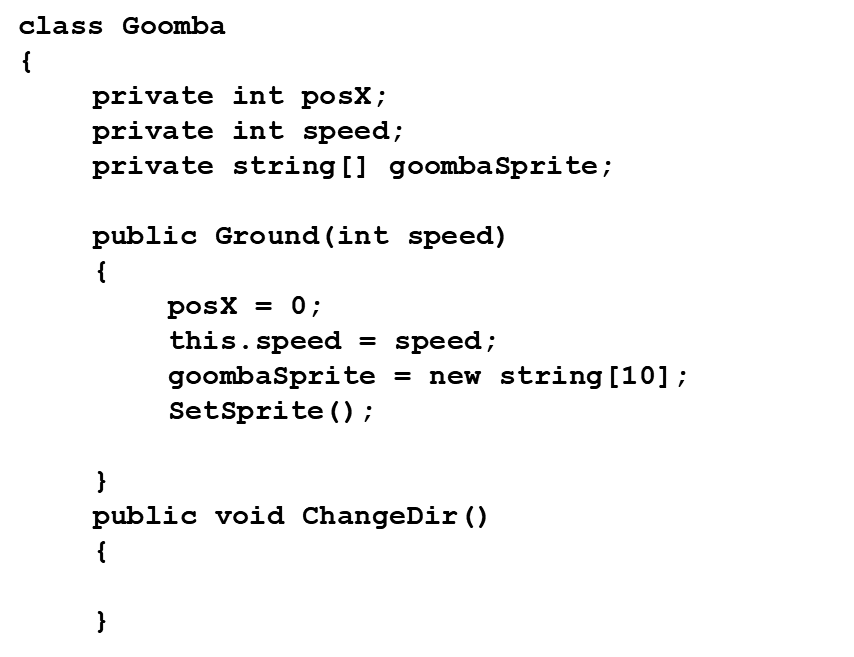 class Goomba
{
private int posX;
private int speed;
private string[] goombaSprite;
public Ground(int speed)
{
posX = 0;
this.speed = speed;
goombaSprite = new string[10];
SetSprite();
}
public void ChangeDir()
{
}